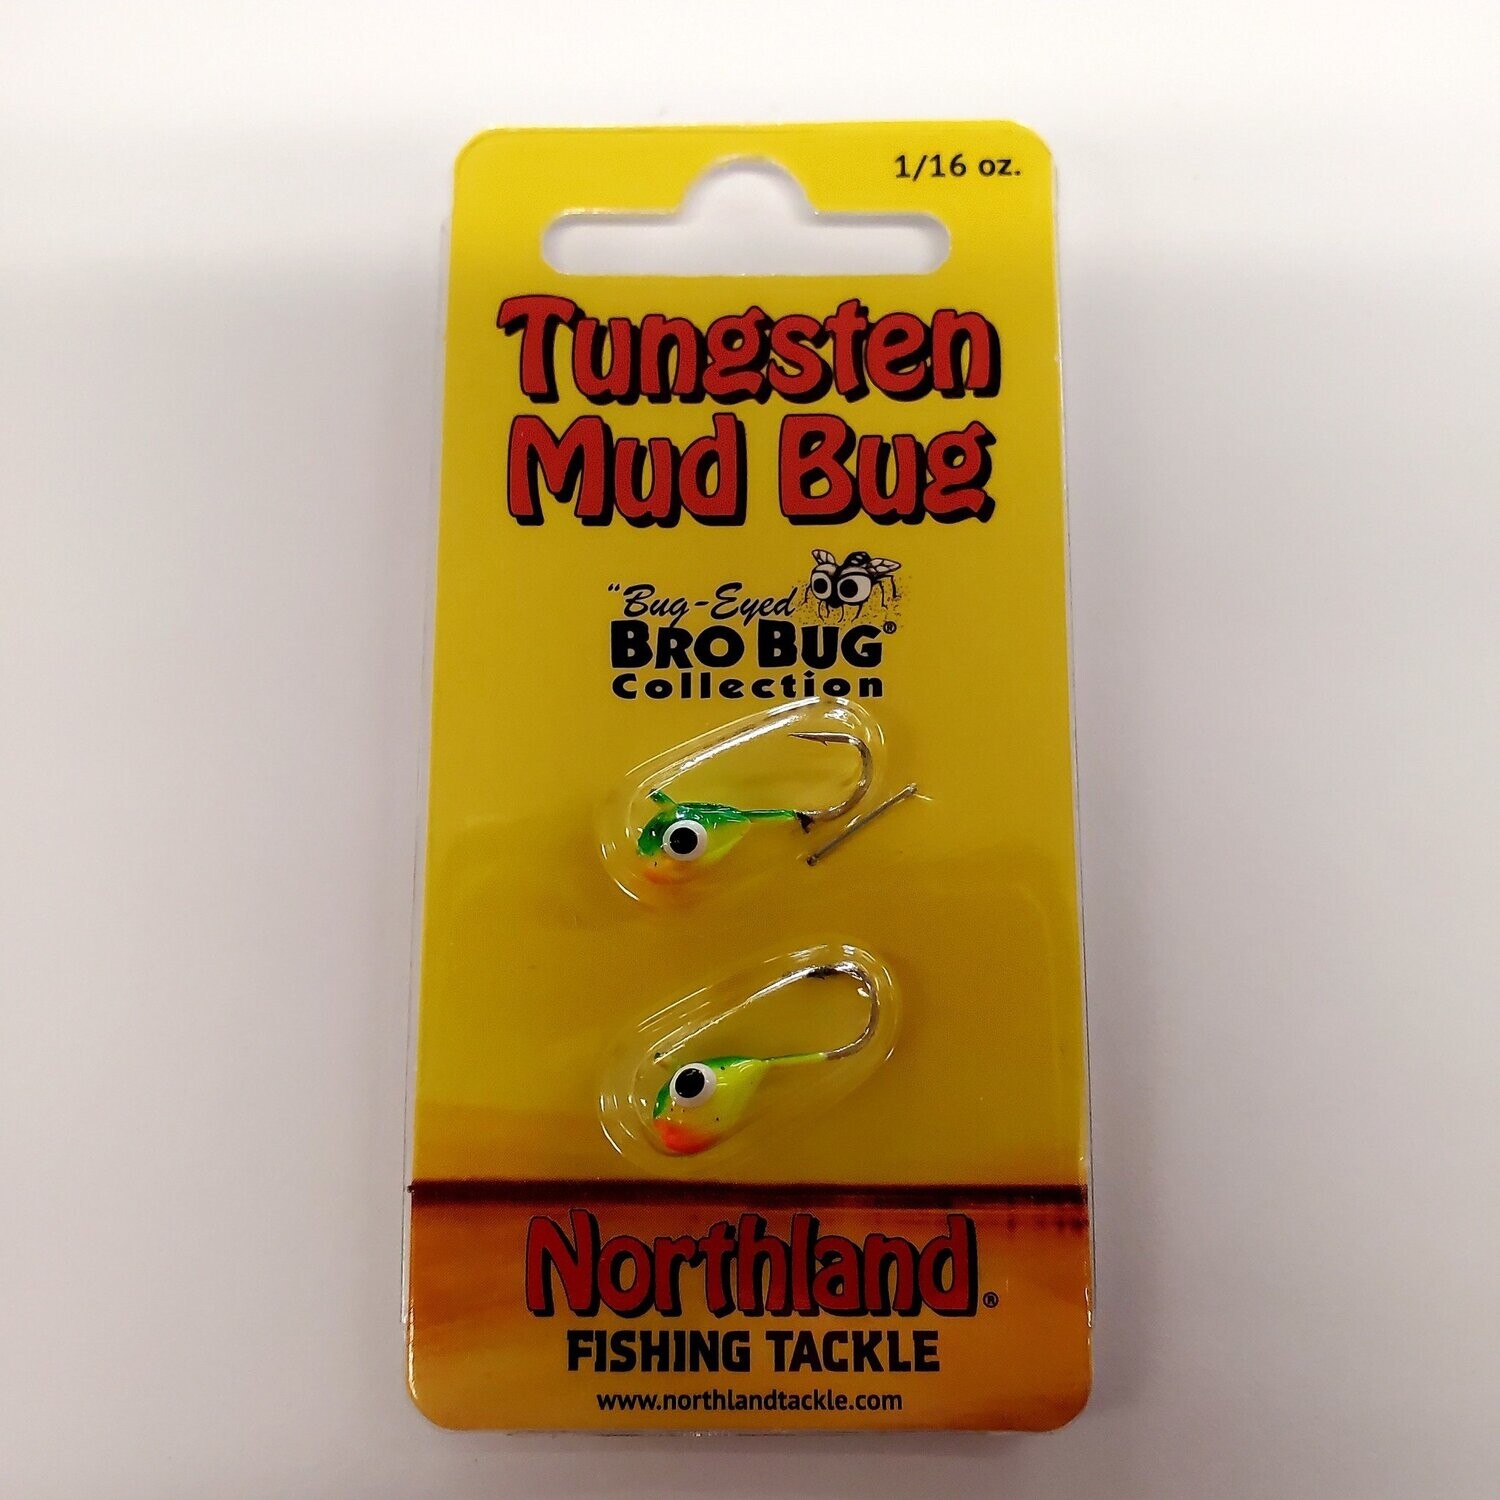 1/16 oz.
Tungsten
Mud Bug
"Bug-Eyed
BRO BUG®
Collection
Northland®
FISHING TACKLE
www.northlandtackle.com